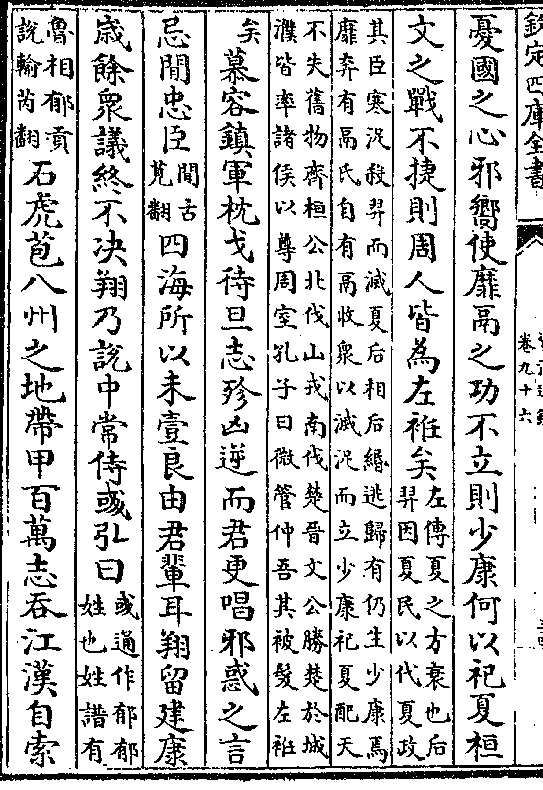 欽定四庫全書
卷九十六
憂國之心邪嚮使靡鬲之功不立則少康何以祀夏桓
文之戰不捷則周人皆為左袵矣左傳夏之方衰也后
羿因夏民以代夏政
其臣寒浞殺羿而滅夏后相后緡逃歸有仍生少康焉
靡奔有鬲氏自有鬲收衆以滅浞而立少康祀夏配天
不失舊物齊桓公北伐山戎南伐楚晉文公勝楚於城
濮皆率諸侯以尊周室孔子曰微管仲吾其被髮左袵
矣
慕容鎮軍枕戈待旦志殄凶逆而君更唱邪惑之言
忌間忠臣間古
莧翻
四海所以未壹良由君輩耳翔留建康
歲餘衆議終不决翔乃說中常侍彧弘曰彧通作郁郁
姓也姓譜有
魯相郁貢
說輸芮翻
石虎苞八州之地帶甲百萬志吞江漢自索